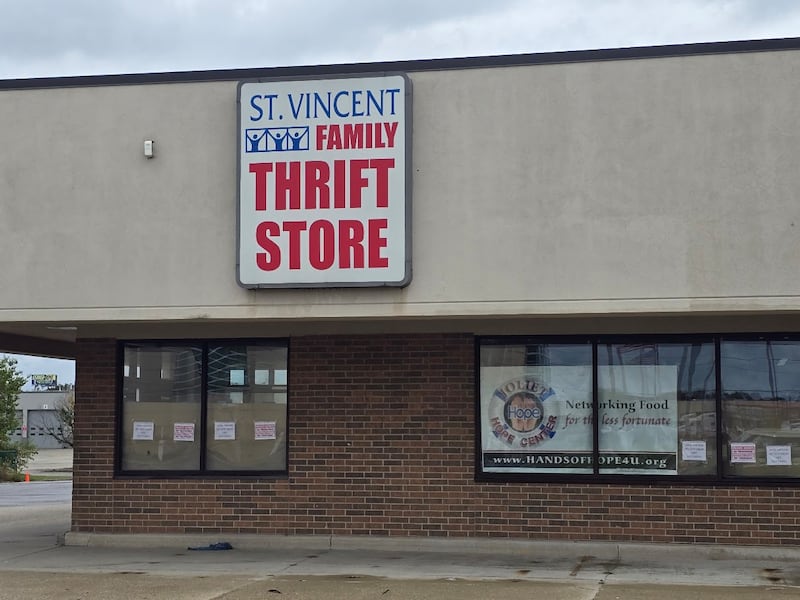 ST. VINCENT
FAMILY
THRIFT
STORE
JOLIET
Hope
HOPE CENTER
Networking Food
for the less fortunate
www.HANDSOFHOPE4U.org